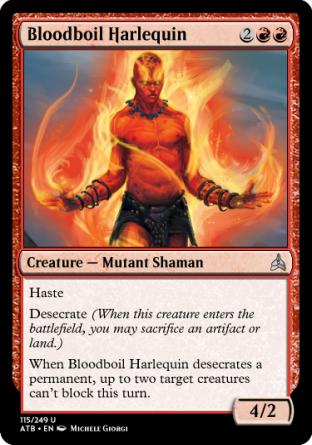 Bloodboil Harlequin 2
Creature — Mutant Shaman
Haste
Desecrate (When this creature enters the
battlefield, you may sacrifice an artifact or
land.)
When Bloodboil Harlequin desecrates a
permanent, up to two target creatures
can't block this turn.
4/2
115/249 U
ATB • EN Michele Giorgi